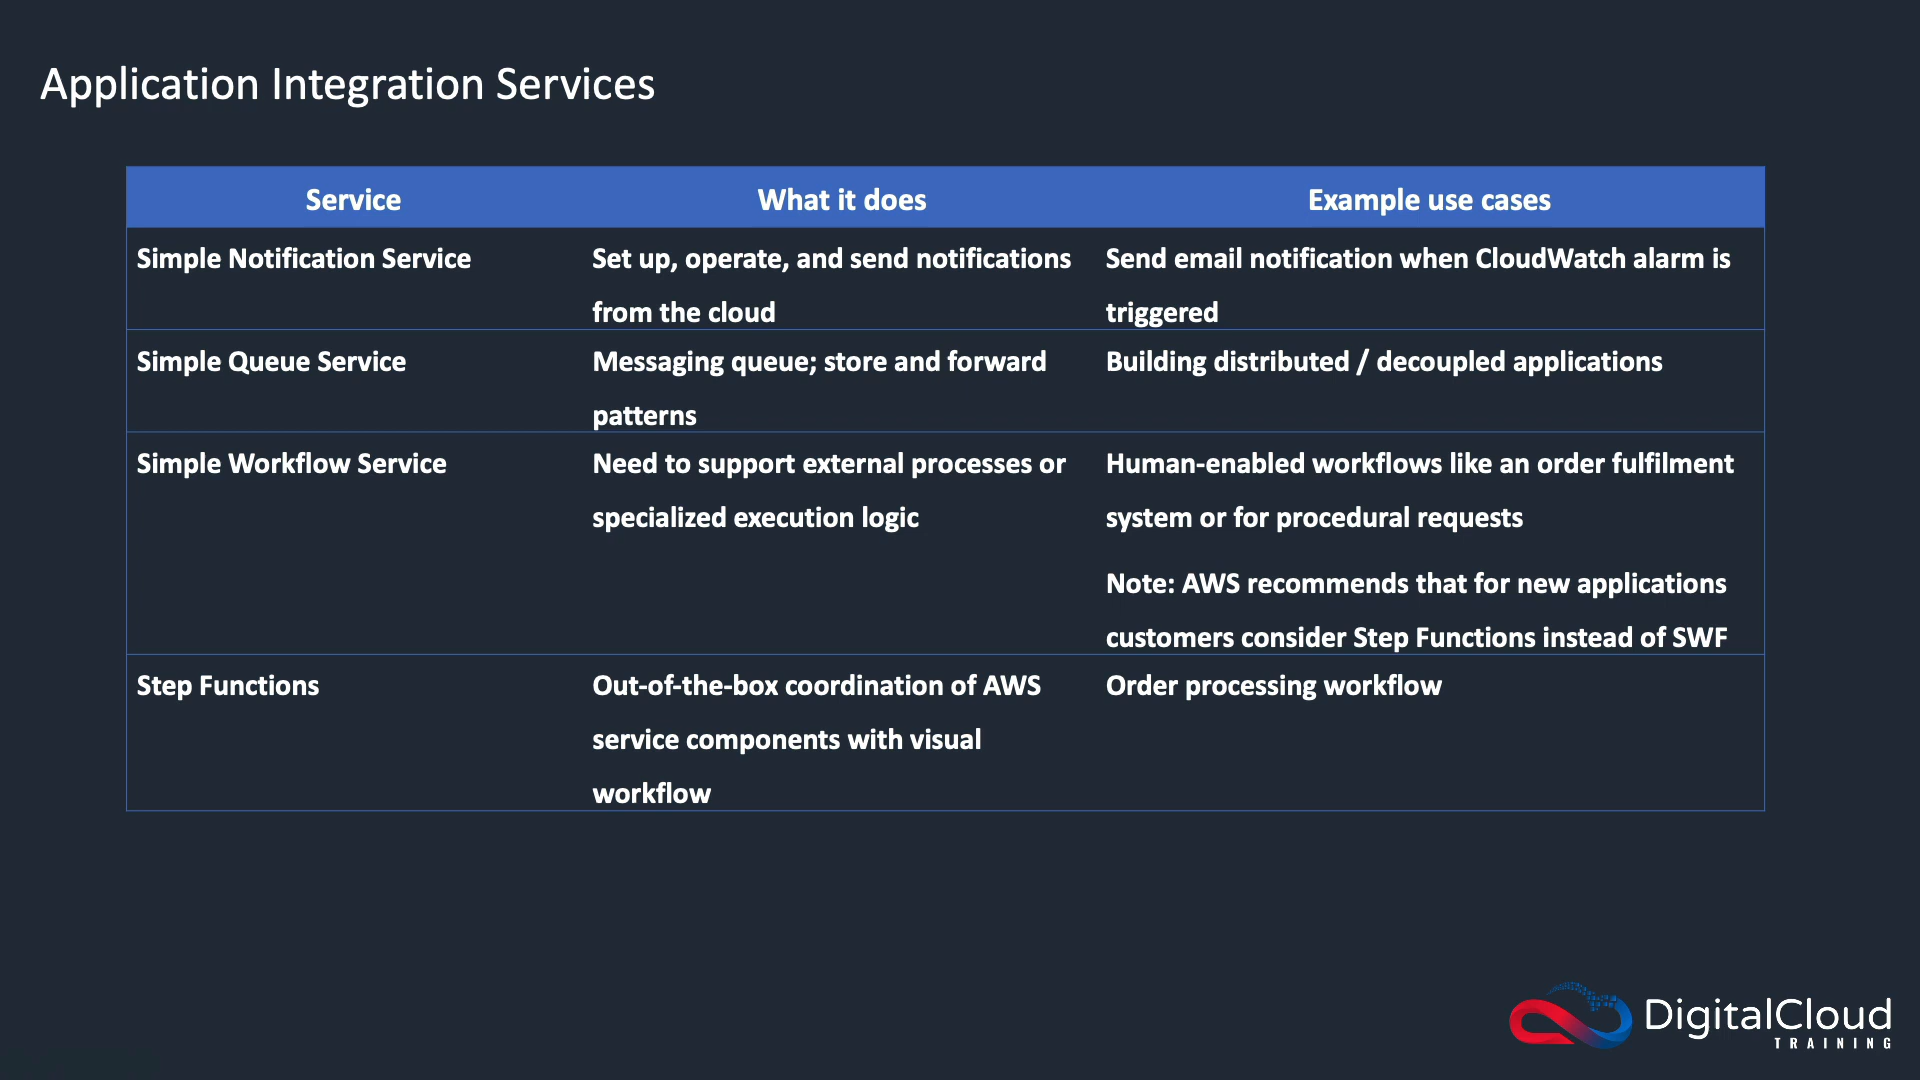 Application Integration Services
Service What it does Example use cases
Simple Notification Service
Set up, operate, and send notifications
from the cloud
Send email notification when CloudWatch alarm is
triggered
Simple Queue Service
Messaging queue; store and forward
patterns
Building distributed / decoupled applications
Simple Workflow Service
Need to support external processes or
specialized execution logic
Human-enabled workflows like an order fulfilment
system or for procedural requests
Note: AWS recommends that for new applications
customers consider Step Functions instead of SWF
Step Functions
Out-of-the-box coordination of AWS
service components with visual
workflow
Order processing workflow
DigitalCloud
TRAINING